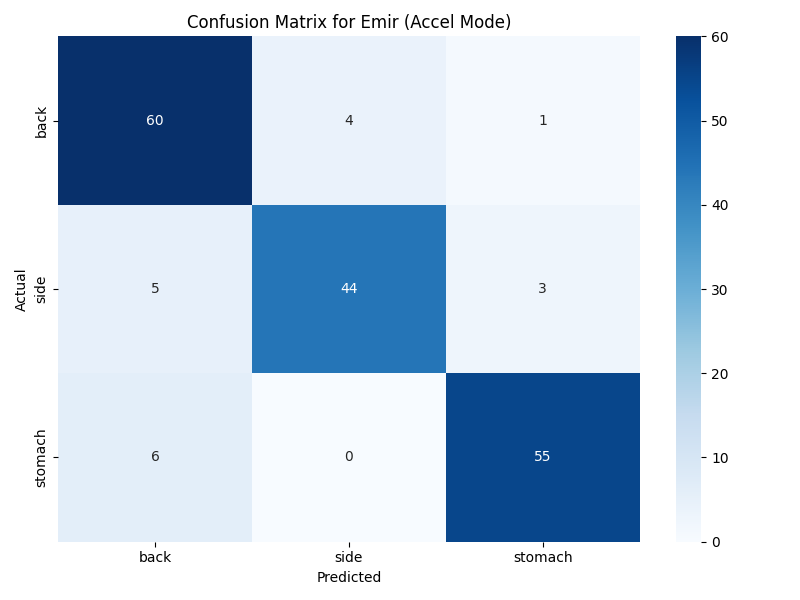 Confusion Matrix for Emir (Accel Mode)
Actual
back
side
stomach
60 4 1
5 44 3
6 0 55
back side stomach
Predicted
60
50
40
30
20
10
0